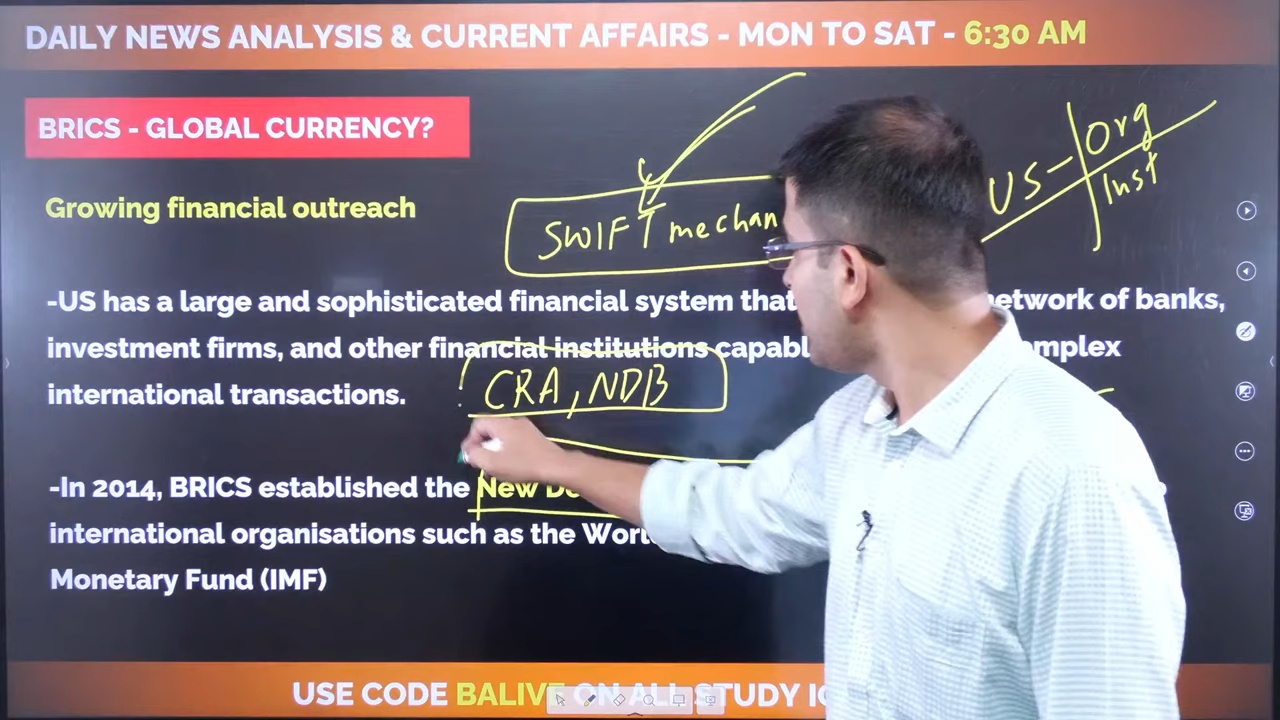 DAILY NEWS ANALYSIS & CURRENT AFFAIRS - MON TO SAT - 6:30 AM
BRICS - GLOBAL CURRENCY?
US - Org
Inst
Growing financial outreach
SWIFT mechan
-US has a large and sophisticated financial system that network of banks,
investment firms, and other financial institutions capabl omplex
international transactions.
CRA, NDB
-In 2014, BRICS established the New De
international organisations such as the Worl
Monetary Fund (IMF)
USE CODE BALIVE ON ALL STUDY IQ